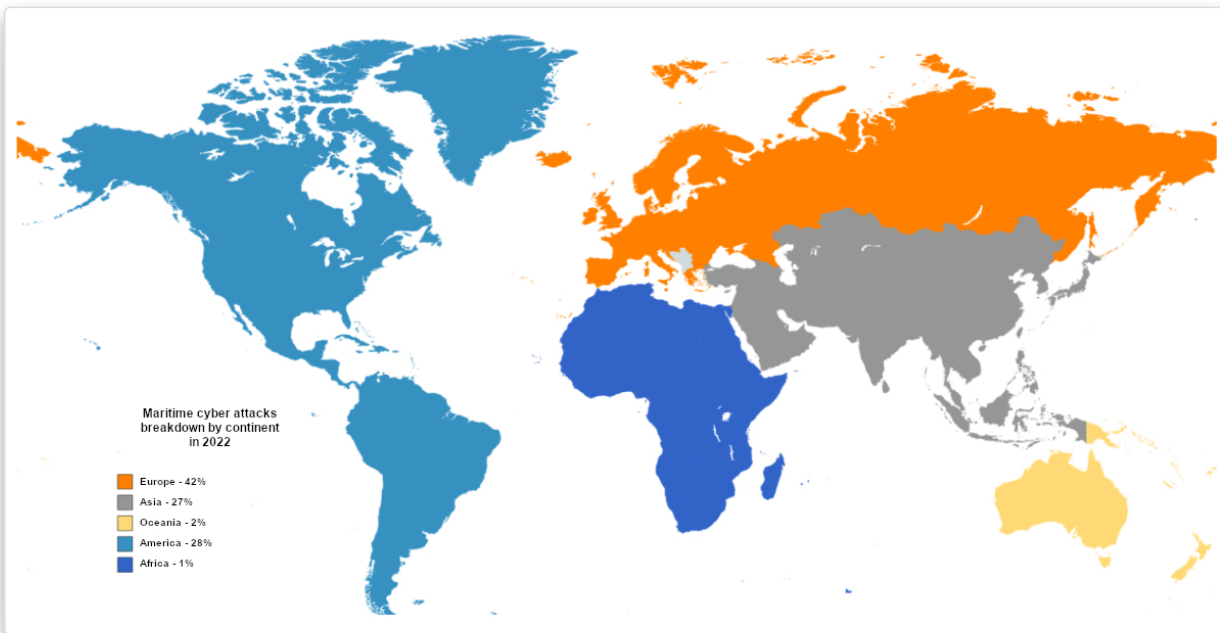 Maritime cyber attacks
breakdown by continent
in 2022
Europe - 42%
Asia - 27%
Oceania - 2%
America - 28%
Africa - 1%